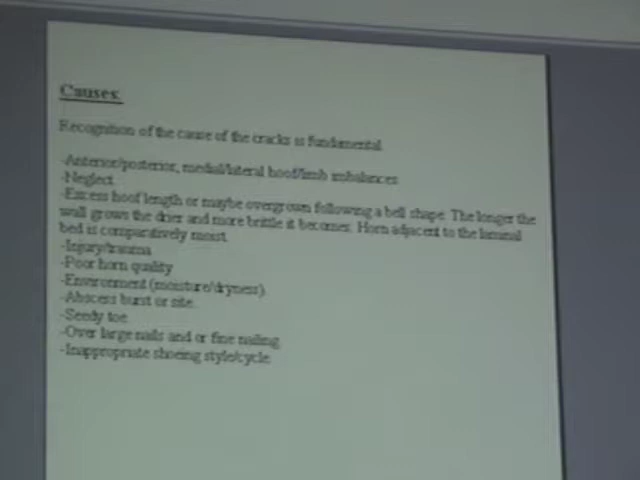 Causes.
Recognition of the cause of the cracks is fundamental
-Anterior/posterior, medial/lateral hoof/limb imbalances
-Neglect
-Excess hoof length or maybe overgrown following a bell shape. The longer the
wall grows the drier and more brittle it becomes. Horn adjacent to the laminal
bed is comparatively moist.
-Injury/trauma
-Poor horn quality
-Environment (moisture/dryness)
-Abscess burst or site.
-Seedy toe
-Over large nails and or fine nailing
-Inappropriate shoeing style/cycle